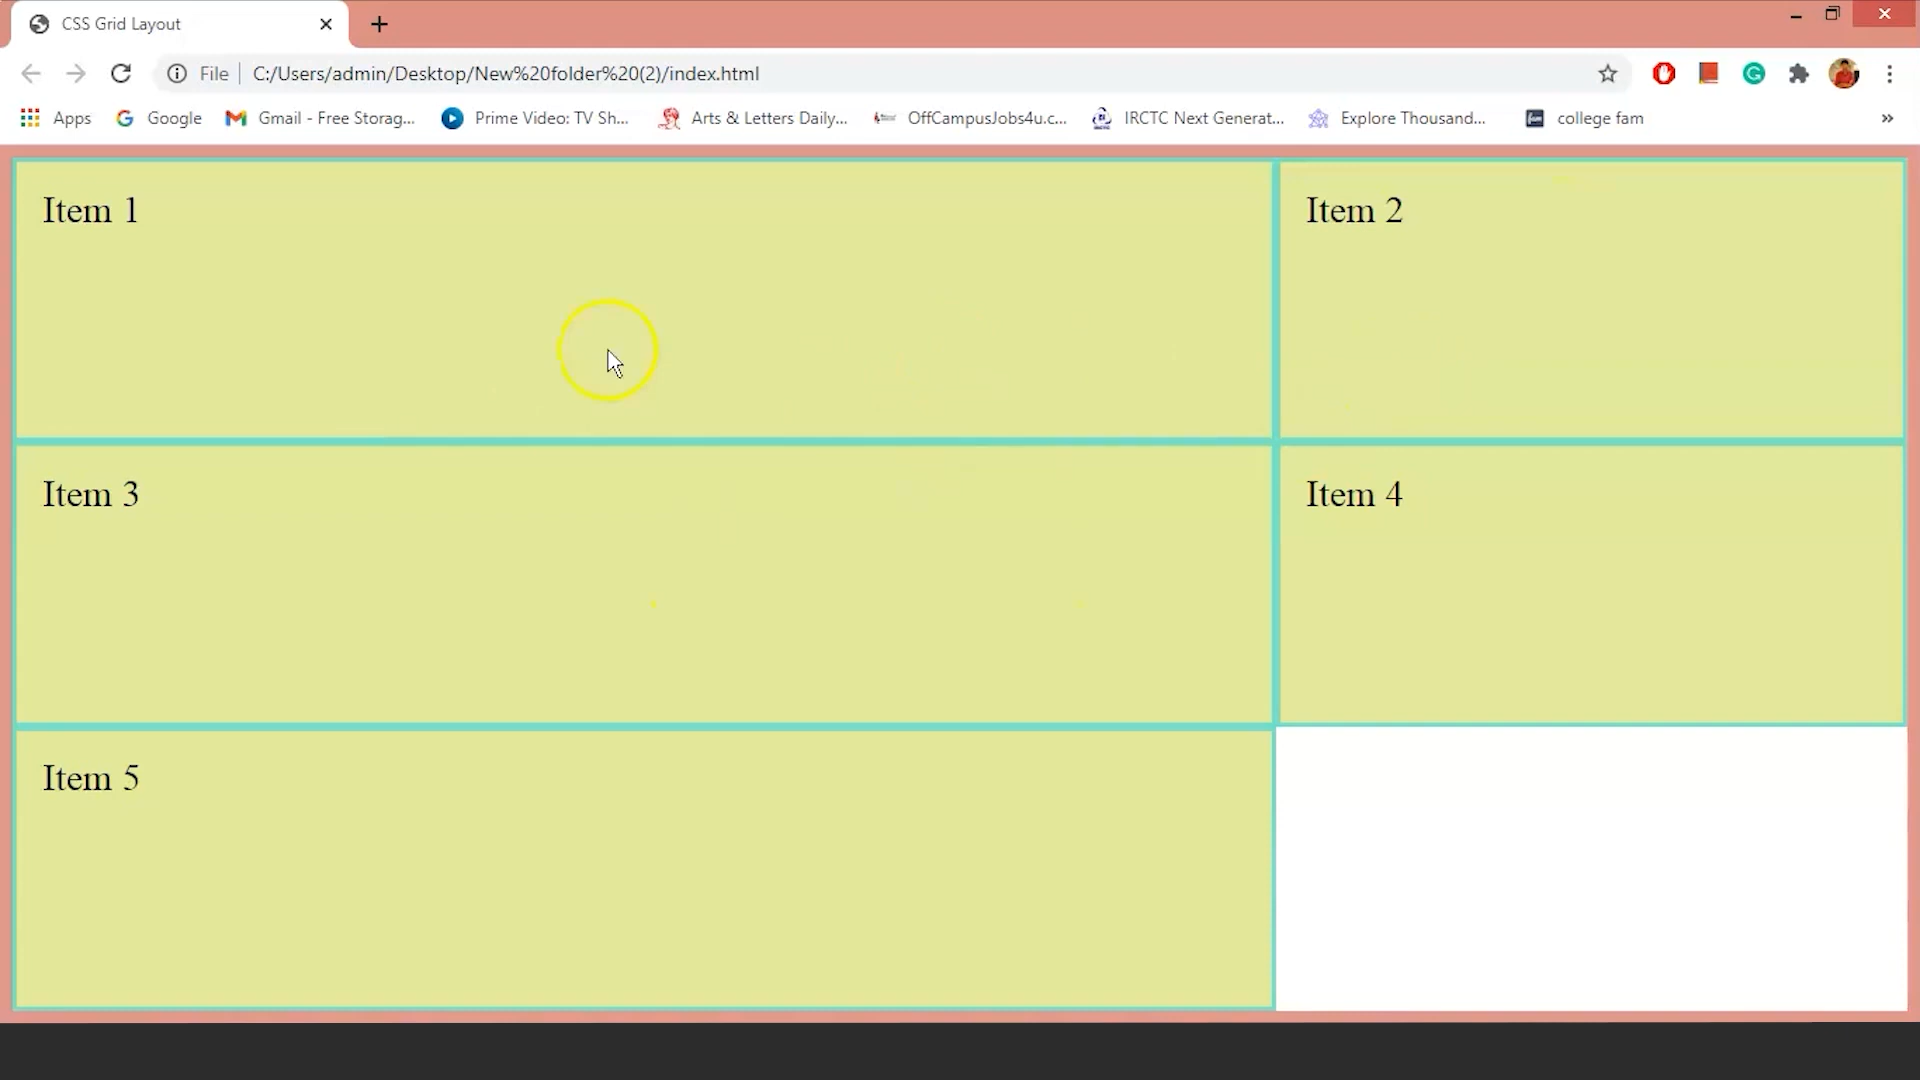 CSS Grid Layout
File C:/Users/admin/Desktop/New%20folder%20(2)/index.html
Apps Google Gmail - Free Storag... Prime Video: TV Sh... Arts & Letters Daily... OffCampusJobs4u.c... IRCTC Next Generat... Explore Thousand... college fam
Item 1 Item 2
Item 3 Item 4
Item 5